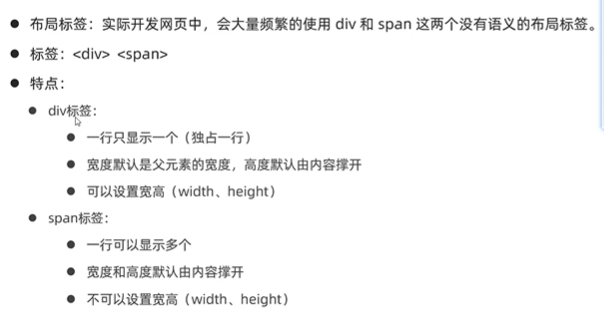 ● 布局标签：实际开发网页中，会大量频繁的使用 div 和 span 这两个没有语义的布局标签。
● 标签：<div> <span>
● 特点：
● div标签：
● 一行只显示一个（独占一行）
● 宽度默认是父元素的宽度，高度默认由内容撑开
● 可以设置宽高（width、height）
● span标签：
● 一行可以显示多个
● 宽度和高度默认由内容撑开
● 不可以设置宽高（width、height）